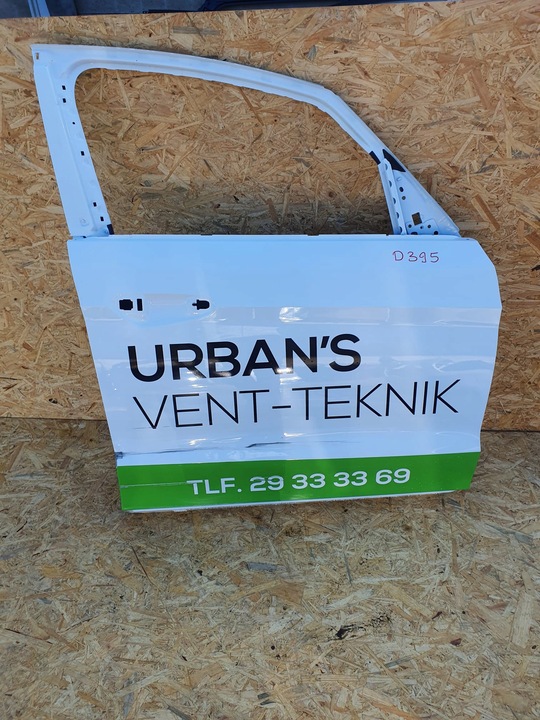 D395
URBAN'S
VENT-TEKNIK
TLF. 29 33 33 69